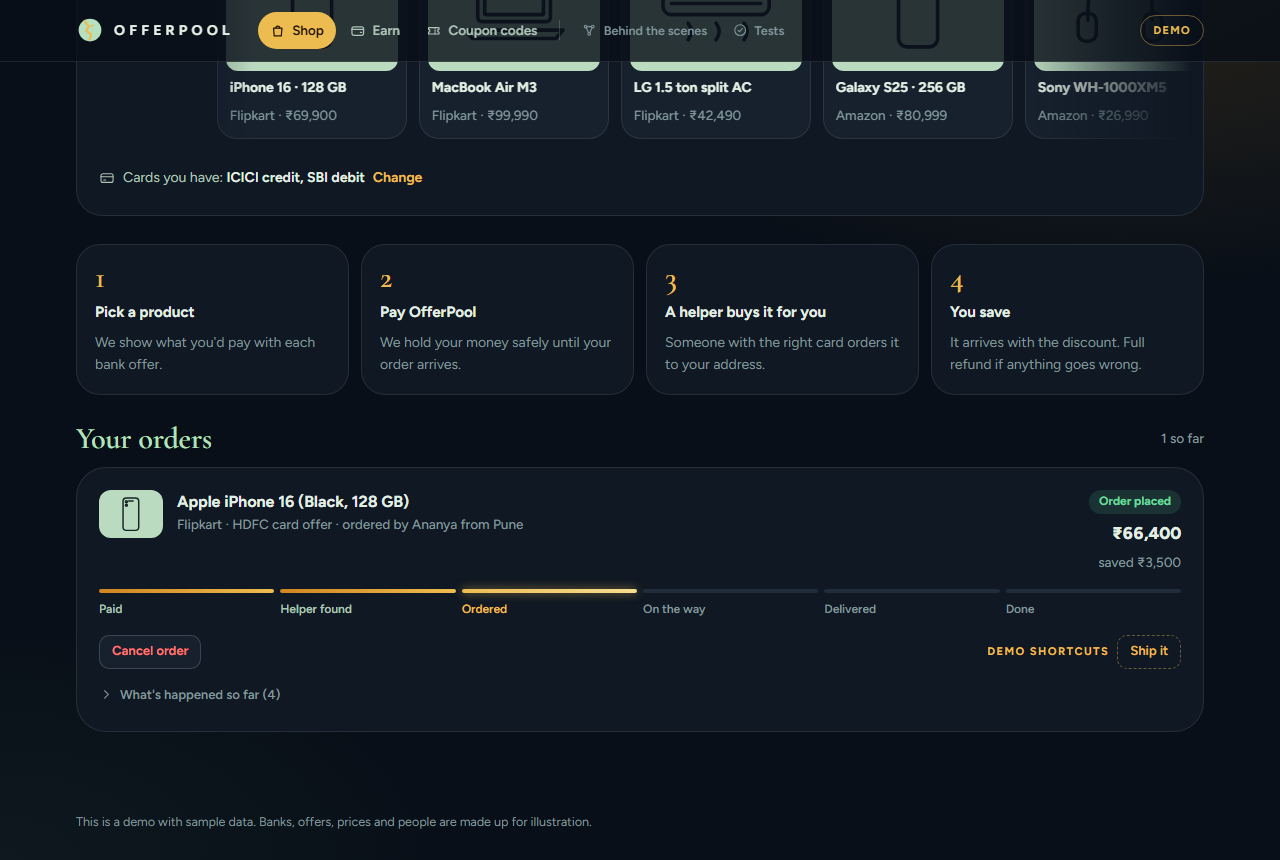 OFFERPOOL
Shop
Earn
Coupon codes
Behind the scenes
Tests
DEMO
iPhone 16 · 128 GB
Flipkart · ₹69,900
MacBook Air M3
Flipkart · ₹99,990
LG 1.5 ton split AC
Flipkart · ₹42,490
Galaxy S25 · 256 GB
Amazon · ₹80,999
Sony WH-1000XM5
Amazon · ₹26,990
Cards you have: ICICI credit, SBI debit Change
1
Pick a product
We show what you'd pay with each
bank offer.
2
Pay OfferPool
We hold your money safely until your
order arrives.
3
A helper buys it for you
Someone with the right card orders it
to your address.
4
You save
It arrives with the discount. Full
refund if anything goes wrong.
Your orders
1 so far
Apple iPhone 16 (Black, 128 GB)
Flipkart · HDFC card offer · ordered by Ananya from Pune
Order placed
₹66,400
saved ₹3,500
Paid
Helper found
Ordered
On the way
Delivered
Done
Cancel order
DEMO SHORTCUTS
Ship it
What's happened so far (4)
This is a demo with sample data. Banks, offers, prices and people are made up for illustration.